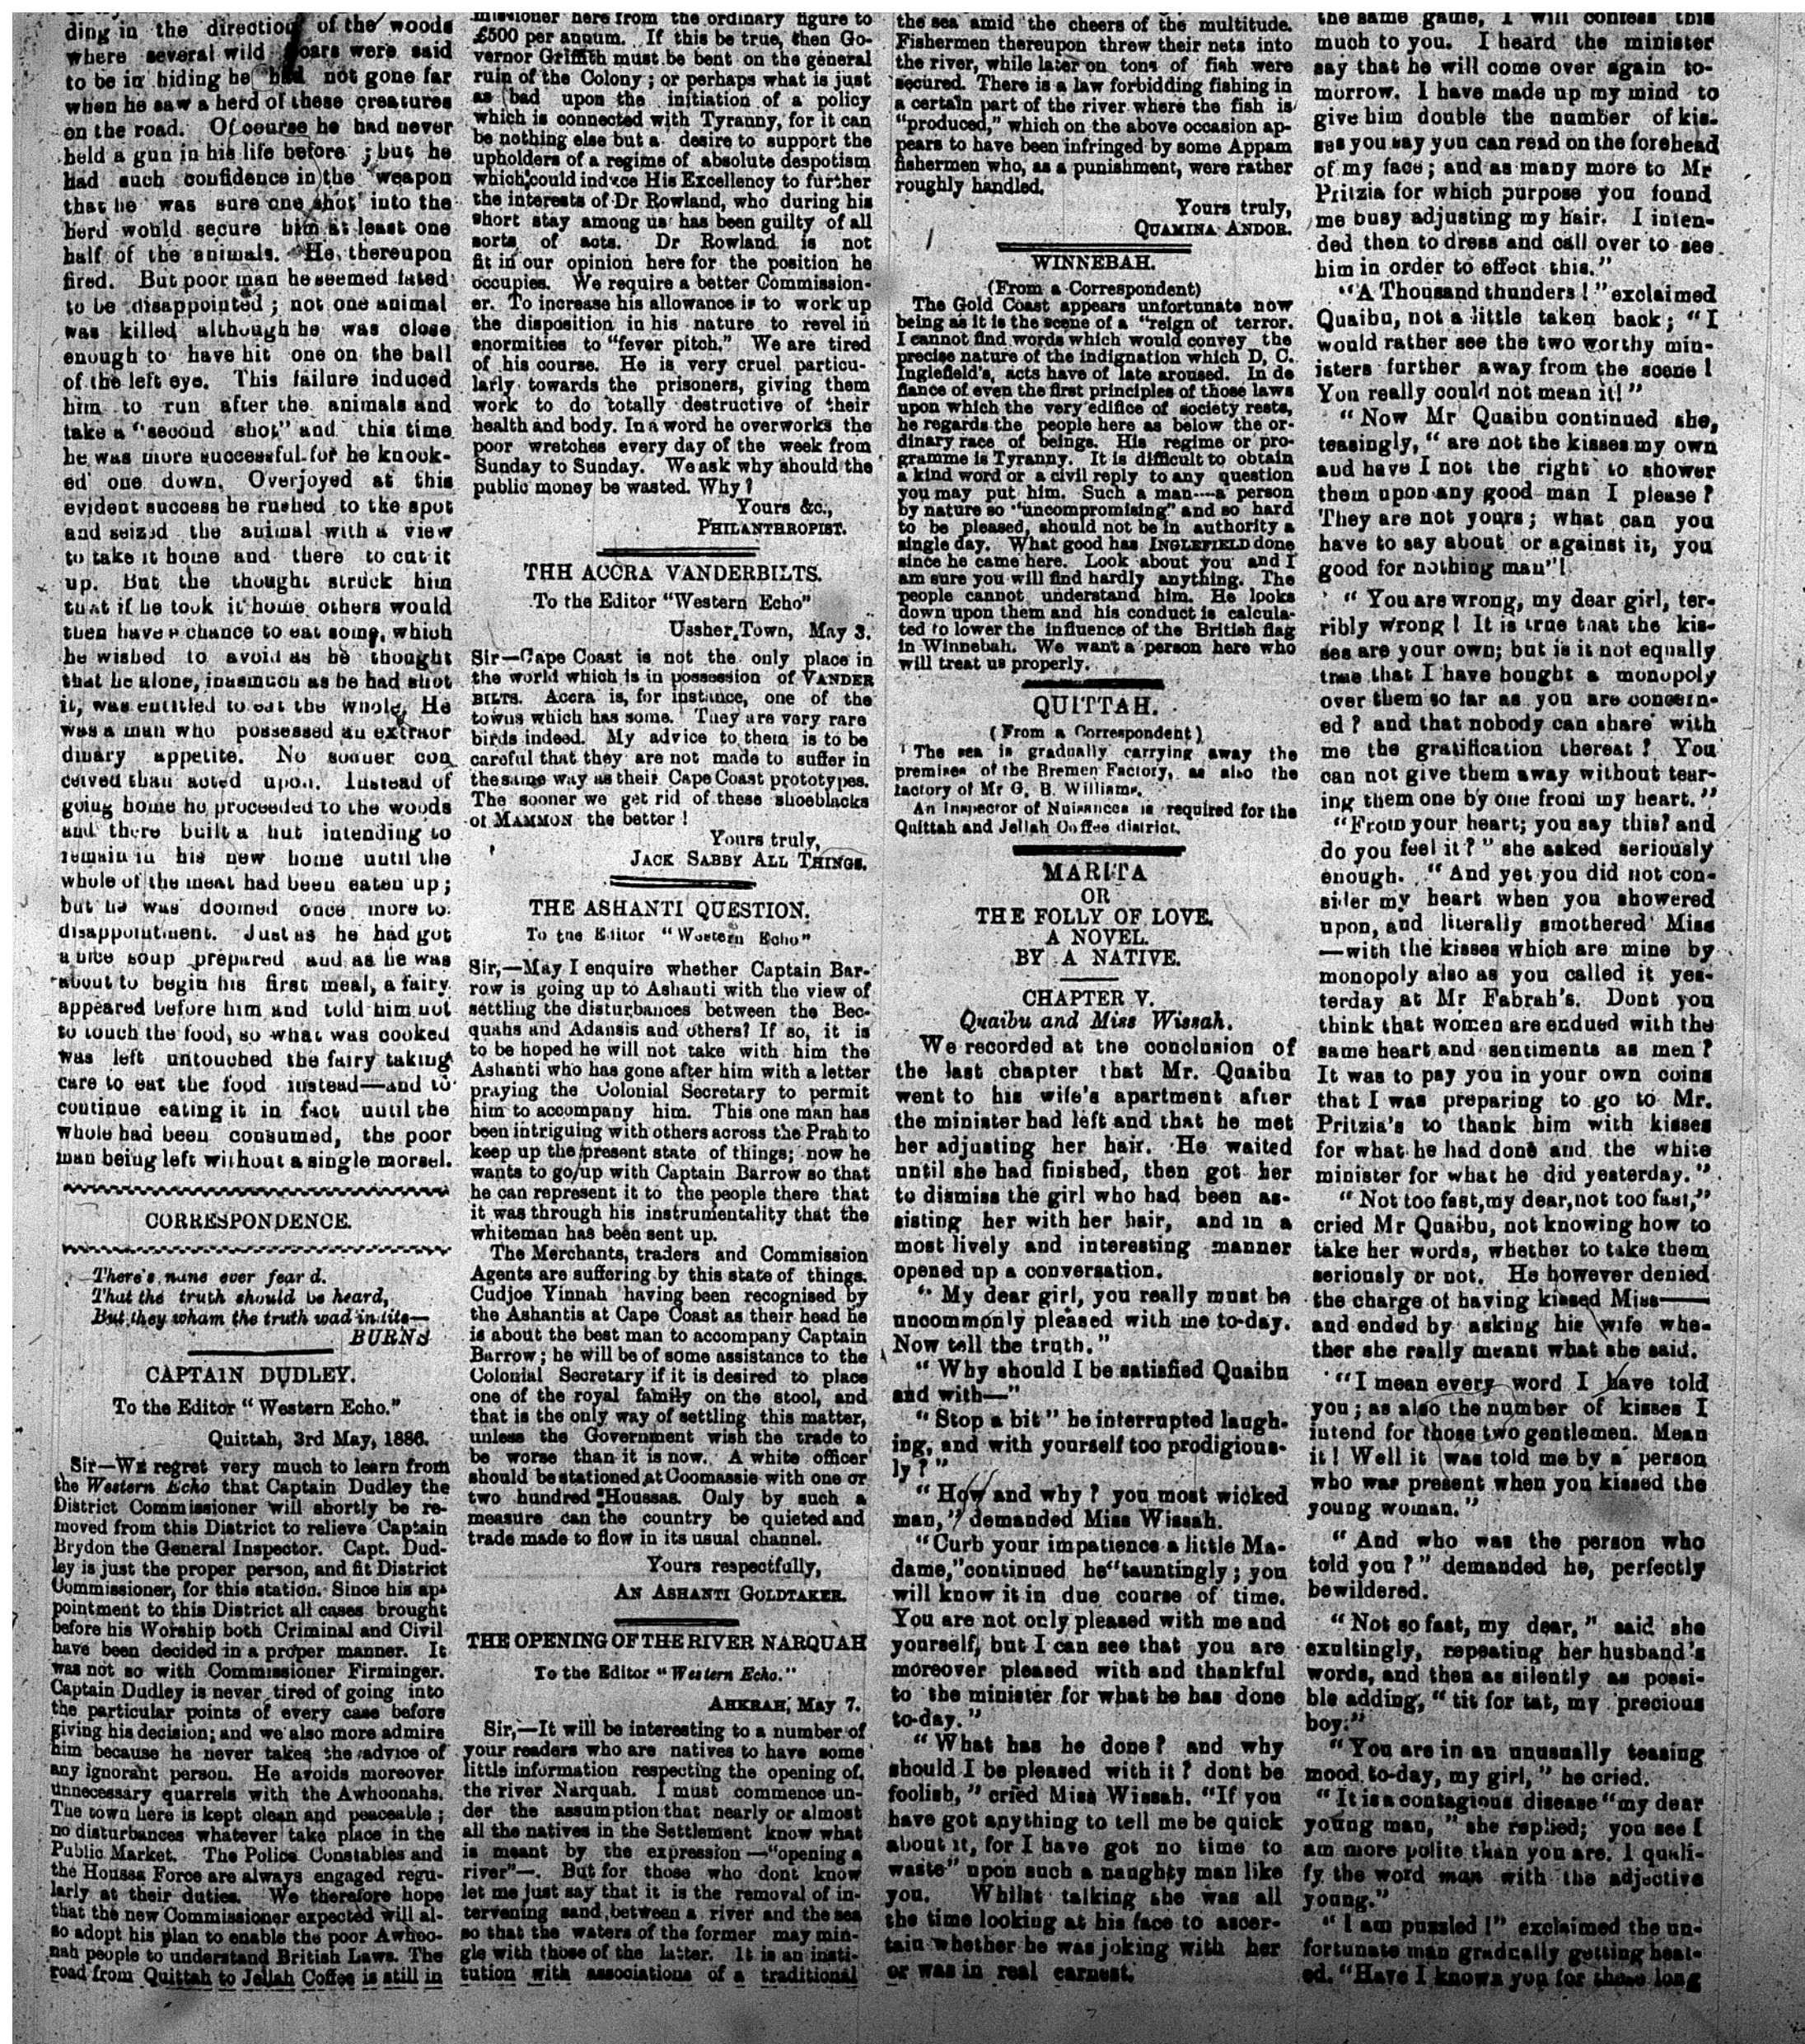 ding in the direction of the woods
where several wild boars were said
to be in hiding he had not gone far
when he saw a herd of these creatures
on the road. Of course he had never
held a gun in his life before ; but he
had such confidence in the weapon
that he was sure one shot into the
herd would secure him at least one
half of the animals. He, thereupon
fired. But poor man he seemed fated
to be disappointed ; not one animal
was killed although he was close
enough to have hit one on the ball
of the left eye. This failure induced
him to run after the animals and
take a "second shot" and this time
he was more successful for he knock-
ed one down. Overjoyed at this
evident success he rushed to the spot
and seized the animal with a view
to take it home and there to cut it
up. But the thought struck him
that if he took it home others would
then have a chance to eat some, which
he wished to avoid as he thought
that he alone, inasmuch as he had shot
it, was entitled to eat the whole. He
was a man who possessed an extraor
dinary appetite. No sooner con
ceived than acted upon. Instead of
going home he proceeded to the woods
and there built a hut intending to
remain in his new home until the
whole of the meat had been eaten up;
but he was doomed once more to
disappointment. Just as he had got
a nice soup prepared and as he was
about to begin his first meal, a fairy
appeared before him and told him not
to touch the food, so what was cooked
was left untouched the fairy taking
care to eat the food instead—and to
continue eating it in fact until the
whole had been consumed, the poor
man being left without a single morsel.
CORRESPONDENCE.
There's nane ever fear'd.
That the truth should be heard,
But they wham the truth wad indite—
BURNS
CAPTAIN DUDLEY.
To the Editor "Western Echo."
Quittah, 3rd May, 1886.
Sir—We regret very much to learn from
the Western Echo that Captain Dudley the
District Commissioner will shortly be re-
moved from this District to relieve Captain
Brydon the General Inspector. Capt. Dud-
ley is just the proper person, and fit District
Commissioner, for this station. Since his ap-
pointment to this District all cases brought
before his Worship both Criminal and Civil
have been decided in a proper manner. It
was not so with Commissioner Firminger.
Captain Dudley is never tired of going into
the particular points of every case before
giving his decision; and we also more admire
him because he never takes the advice of
any ignorant person. He avoids moreover
unnecessary quarrels with the Awhoonahs.
The town here is kept clean and peaceable ;
no disturbances whatever take place in the
Public Market. The Police Constables and
the Houssa Force are always engaged regu-
larly at their duties. We therefore hope
that the new Commissioner expected will al-
so adopt his plan to enable the poor Awhoo-
nah people to understand British Laws. The
road from Quittah to Jellah Coffee is still in
missioner here from the ordinary figure to
£500 per annum. If this be true, then Go-
vernor Griffith must be bent on the general
ruin of the Colony ; or perhaps what is just
as bad upon the initiation of a policy
which is connected with Tyranny, for it can
be nothing else but a desire to support the
upholders of a regime of absolute despotism
which could induce His Excellency to further
the interests of Dr Rowland, who during his
short stay among us has been guilty of all
sorts of acts. Dr Rowland is not
fit in our opinion here for the position he
occupies. We require a better Commission-
er. To increase his allowance is to work up
the disposition in his nature to revel in
enormities to "fever pitch." We are tired
of his course. He is very cruel particu-
larly towards the prisoners, giving them
work to do totally destructive of their
health and body. In a word he overworks the
poor wretches every day of the week from
Sunday to Sunday. We ask why should the
public money be wasted. Why ?
Yours &c.,
PHILANTHROPIST.
THH ACCRA VANDERBILTS.
To the Editor "Western Echo"
Ussher Town, May 3.
Sir—Cape Coast is not the only place in
the world which is in possession of VANDER
BILTS. Accra is, for instance, one of the
towns which has some. They are very rare
birds indeed. My advice to them is to be
careful that they are not made to suffer in
the same way as their Cape Coast prototypes.
The sooner we get rid of these shoeblacks
of MAMMON the better !
Yours truly,
JACK SABBY ALL THINGS.
THE ASHANTI QUESTION.
To the Editor "Western Echo"
Sir,—May I enquire whether Captain Bar-
row is going up to Ashanti with the view of
settling the disturbances between the Bec-
quahs and Adansis and others? If so, it is
to be hoped he will not take with him the
Ashanti who has gone after him with a letter
praying the Colonial Secretary to permit
him to accompany him. This one man has
been intriguing with others across the Prah to
keep up the present state of things; now he
wants to go up with Captain Barrow so that
he can represent it to the people there that
it was through his instrumentality that the
whiteman has been sent up.
The Merchants, traders and Commission
Agents are suffering by this state of things.
Cudjoe Yinnah having been recognised by
the Ashantis at Cape Coast as their head he
is about the best man to accompany Captain
Barrow ; he will be of some assistance to the
Colonial Secretary if it is desired to place
one of the royal family on the stool, and
that is the only way of settling this matter,
unless the Government wish the trade to
be worse than it is now. A white officer
should be stationed at Coomassie with one or
two hundred Houssas. Only by such a
measure can the country be quieted and
trade made to flow in its usual channel.
Yours respectfully,
AN ASHANTI GOLDTAKER.
THE OPENING OF THE RIVER NARQUAH
To the Editor "Western Echo."
AHKRAH, May 7.
Sir,—It will be interesting to a number of
your readers who are natives to have some
little information respecting the opening of
the river Narquah. I must commence un-
der the assumption that nearly or almost
all the natives in the Settlement know what
is meant by the expression —"opening a
river"—. But for those who dont know
let me just say that it is the removal of in-
tervening sand between a river and the sea
so that the waters of the former may min-
gle with those of the latter. It is an insti-
tution with associations of a traditional
the sea amid the cheers of the multitude.
Fishermen thereupon threw their nets into
the river, while later on tons of fish were
secured. There is a law forbidding fishing in
a certain part of the river where the fish is
"produced," which on the above occasion ap-
pears to have been infringed by some Appam
fishermen who, as a punishment, were rather
roughly handled.
Yours truly,
QUAMINA ANDOR.
WINNEBAH.
(From a Correspondent)
The Gold Coast appears unfortunate now
being as it is the scene of a "reign of terror.
I cannot find words which would convey the
precise nature of the indignation which D. C.
Inglefield's, acts have of late aroused. In de
fiance of even the first principles of those laws
upon which the very edifice of society rests,
he regards the people here as below the or-
dinary race of beings. His regime or pro-
gramme is Tyranny. It is difficult to obtain
a kind word or a civil reply to any question
you may put him. Such a man----a person
by nature so "uncompromising" and so hard
to be pleased, should not be in authority a
single day. What good has INGLEFIELD done
since he came here. Look about you and I
am sure you will find hardly anything. The
people cannot understand him. He looks
down upon them and his conduct is calcula-
ted to lower the influence of the British flag
in Winnebah. We want a person here who
will treat us properly.
QUITTAH.
(From a Correspondent)
The sea is gradually carrying away the
premises of the Bremen Factory, as also the
factory of Mr G. B. Williams.
An Inspector of Nuisances is required for the
Quittah and Jellah Coffee district.
MARITA
OR
THE FOLLY OF LOVE.
A NOVEL.
BY A NATIVE.
CHAPTER V.
Quaibu and Miss Wissah.
We recorded at the conclusion of
the last chapter that Mr. Quaibu
went to his wife's apartment after
the minister had left and that he met
her adjusting her hair. He waited
until she had finished, then got her
to dismiss the girl who had been as-
sisting her with her hair, and in a
most lively and interesting manner
opened up a conversation.
"My dear girl, you really must be
uncommonly pleased with me to-day.
Now tell the truth."
"Why should I be satisfied Quaibu
and with—"
"Stop a bit" he interrupted laugh-
ing, and with yourself too prodigious-
ly ?"
"How and why ? you most wicked
man," demanded Miss Wissah.
"Curb your impatience a little Ma-
dame,"continued he"tauntingly ; you
will know it in due course of time.
You are not only pleased with me and
yourself, but I can see that you are
moreover pleased with and thankful
to the minister for what he has done
to-day."
"What has he done? and why
should I be pleased with it ? dont be
foolish," cried Miss Wissah. "If you
have got anything to tell me be quick
about it, for I have got no time to
waste" upon such a naughty man like
you. Whilst talking she was all
the time looking at his face to ascer-
tain whether he was joking with her
or was in real earnest.
the same game, I will confess this
much to you. I heard the minister
say that he will come over again to-
morrow. I have made up my mind to
give him double the number of kis-
ses you say you can read on the forehead
of my face ; and as many more to Mr
Pritzia for which purpose you found
me busy adjusting my hair. I inten-
ded then to dress and call over to see
him in order to effect this."
"A Thousand thunders !" exclaimed
Quaibu, not a little taken back ; "I
would rather see the two worthy min-
isters further away from the scene !
You really could not mean it!"
"Now Mr Quaibu continued she,
teasingly, "are not the kisses my own
and have I not the right to shower
them upon any good man I please ?
They are not yours ; what can you
have to say about or against it, you
good for nothing man"!
"You are wrong, my dear girl, ter-
ribly wrong ! It is true that the kis-
ses are your own; but is it not equally
true that I have bought a monopoly
over them so far as you are concern-
ed ? and that nobody can share with
me the gratification thereat ? You
can not give them away without tear-
ing them one by one from my heart."
"From your heart; you say this? and
do you feel it ?" she asked seriously
enough. "And yet you did not con-
sider my heart when you showered
upon, and literally smothered Miss
—with the kisses which are mine by
monopoly also as you called it yes-
terday at Mr Fabrah's. Dont you
think that women are endued with the
same heart and sentiments as men ?
It was to pay you in your own coins
that I was preparing to go to Mr.
Pritzia's to thank him with kisses
for what he had done and the white
minister for what he did yesterday."
"Not too fast, my dear, not too fast,"
cried Mr Quaibu, not knowing how to
take her words, whether to take them
seriously or not. He however denied
the charge of having kissed Miss——
and ended by asking his wife whe-
ther she really meant what she said.
"I mean every word I have told
you ; as also the number of kisses I
intend for those two gentlemen. Mean
it! Well it was told me by a person
who was present when you kissed the
young woman."
"And who was the person who
told you ?" demanded he, perfectly
bewildered.
"Not so fast, my dear," said she
exultingly, repeating her husband's
words, and then as silently as possi-
ble adding, "tit for tat, my precious
boy."
"You are in an unusually teasing
mood to-day, my girl," he cried.
"It is a contagious disease "my dear
young man, " she replied; you see I
am more polite than you are. I quali-
fy the word man with the adjective
young."
"I am puzzled !" exclaimed the un-
fortunate man gradually getting heat-
ed. "Have I known you for these long